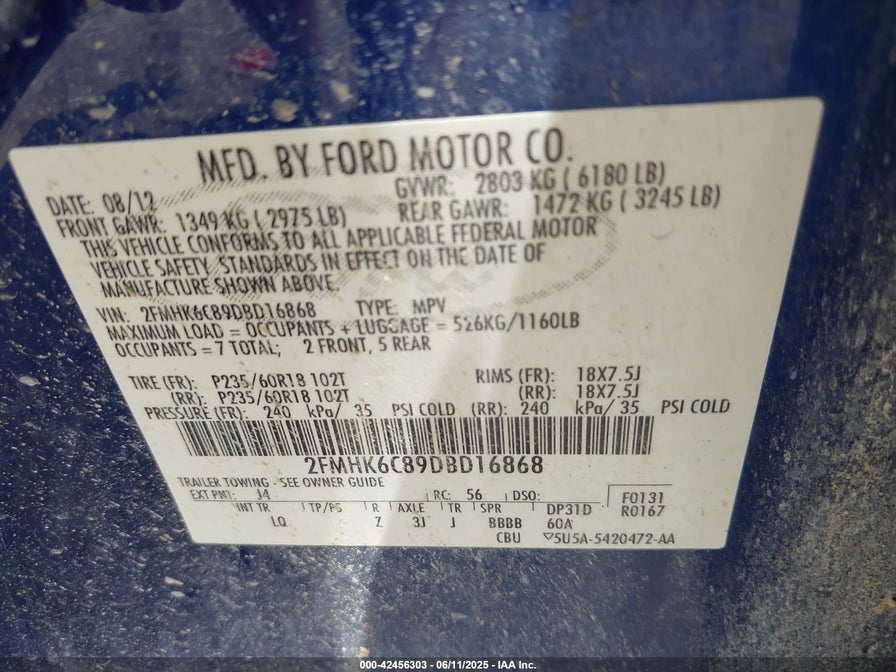 MFD. BY FORD MOTOR CO.
DATE: 08/12 GVWR: 2803 KG ( 6180 LB)
FRONT GAWR: 1349 KG ( 2975 LB) REAR GAWR: 1472 KG ( 3245 LB)
THIS VEHICLE CONFORMS TO ALL APPLICABLE FEDERAL MOTOR
VEHICLE SAFETY STANDARDS IN EFFECT ON THE DATE OF
MANUFACTURE SHOWN ABOVE.
VIN: 2FMHK6C89DBD16868 TYPE: MPV
MAXIMUM LOAD = OCCUPANTS + LUGGAGE = 526KG/1160LB
OCCUPANTS = 7 TOTAL; 2 FRONT, 5 REAR
TIRE (FR): P235/60R18 102T RIMS (FR): 18X7.5J
(RR): P235/60R18 102T (RR): 18X7.5J
PRESSURE (FR): 240 kPa/ 35 PSI COLD (RR): 240 kPa/ 35 PSI COLD
2FMHK6C89DBD16868
TRAILER TOWING - SEE OWNER GUIDE
EXT PNT: J4 RC: 56 DSO: F0131
INT TR TP/PS R AXLE TR SPR DP31D R0167
LQ Z 3J J BBBB 60A
CBU 5U5A-5420472-AA
000-42456303 - 06/11/2025 - IAA Inc.